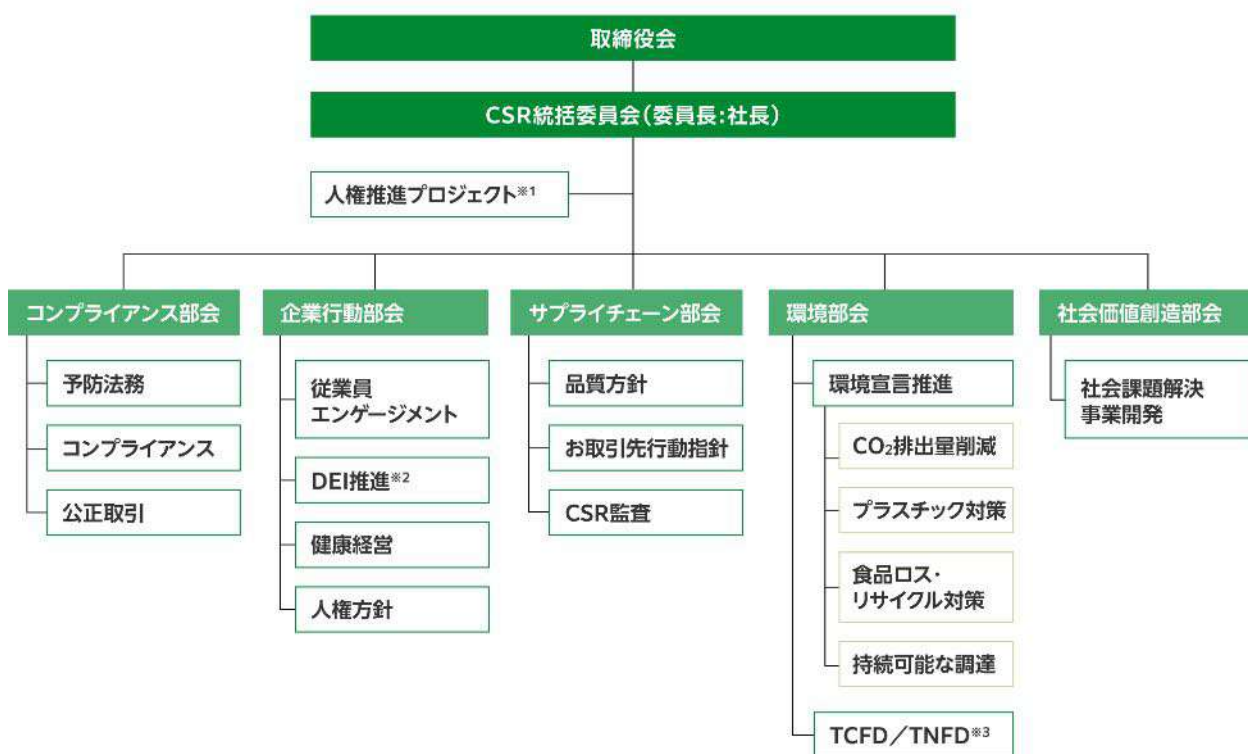 取締役会
CSR統括委員会(委員長:社長)
人権推進プロジェクト※1
コンプライアンス部会
予防法務
コンプライアンス
公正取引
企業行動部会
従業員
エンゲージメント
DEI推進※2
健康経営
人権方針
サプライチェーン部会
品質方針
お取引先行動指針
CSR監査
環境部会
環境宣言推進
CO₂排出量削減
プラスチック対策
食品ロス・
リサイクル対策
持続可能な調達
TCFD/TNFD※3
社会価値創造部会
社会課題解決
事業開発